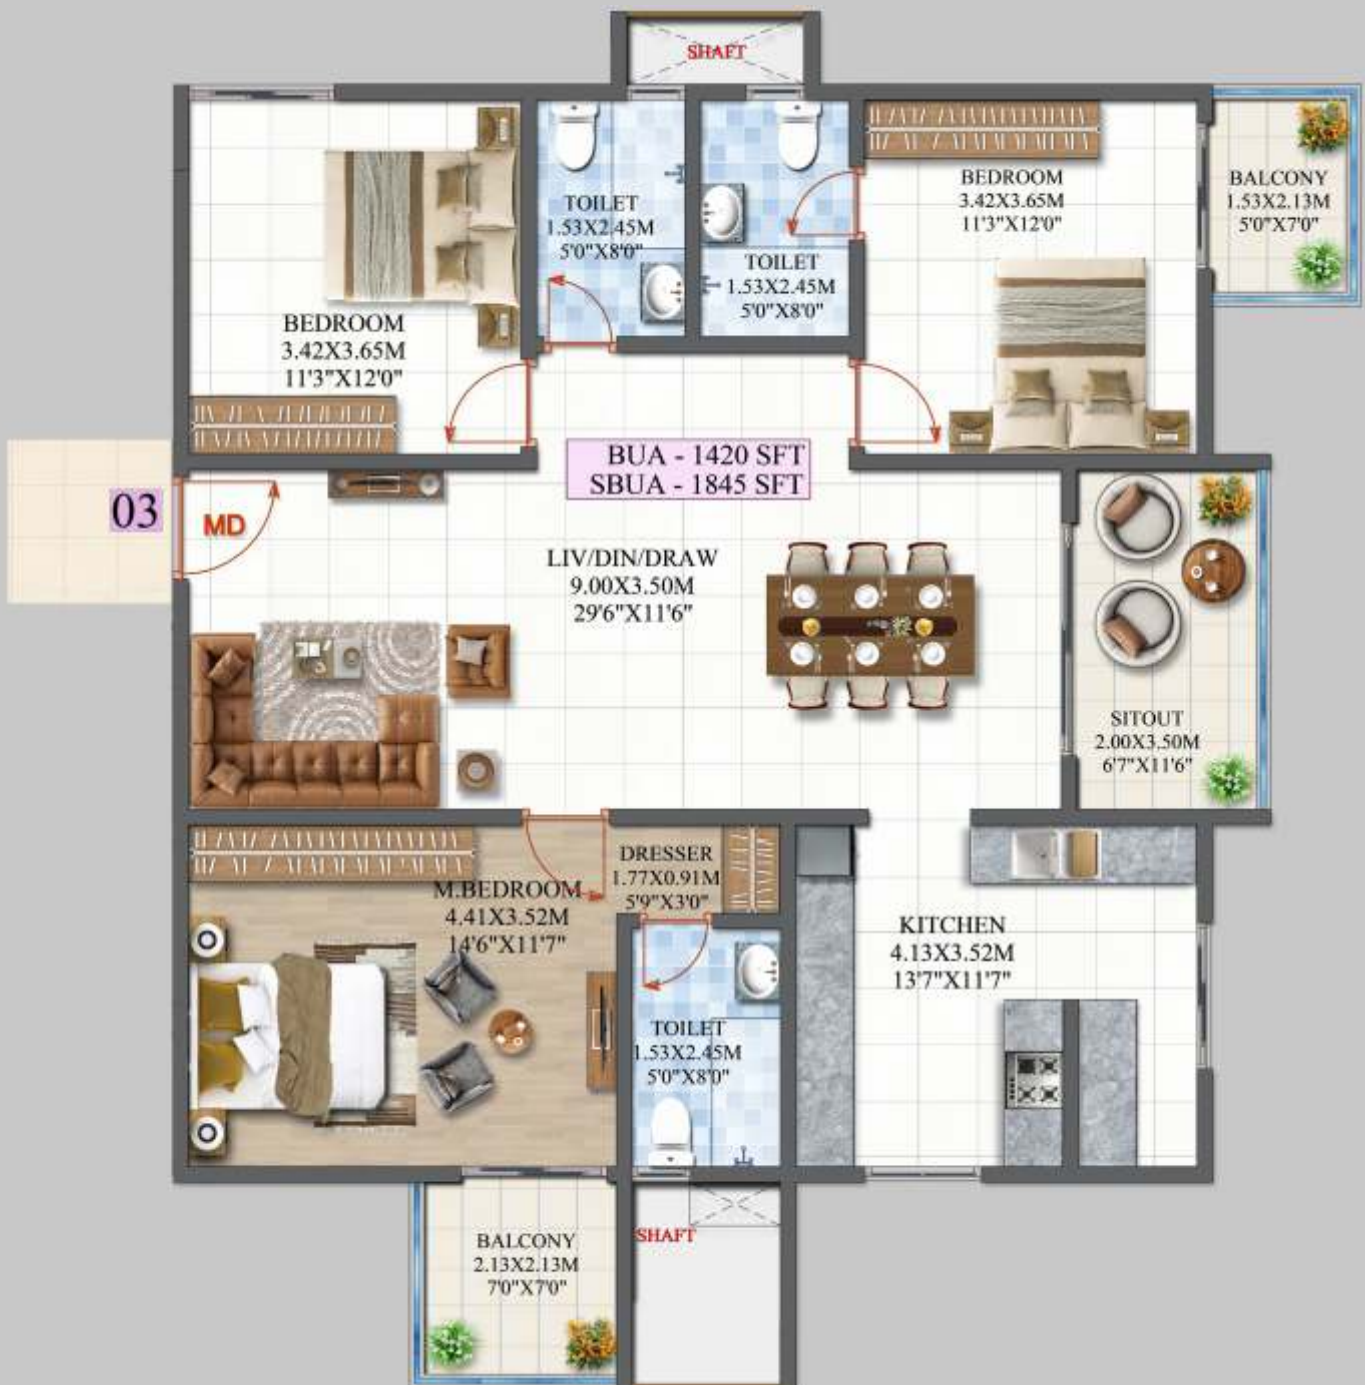 SHAFT
BEDROOM
3.42X3.65M
11'3"X12'0"
TOILET
1.53X2.45M
5'0"X8'0"
TOILET
1.53X2.45M
5'0"X8'0"
BEDROOM
3.42X3.65M
11'3"X12'0"
BALCONY
1.53X2.13M
5'0"X7'0"
BUA - 1420 SFT
SBUA - 1845 SFT
03
MD
LIV/DIN/DRAW
9.00X3.50M
29'6"X11'6"
SITOUT
2.00X3.50M
6'7"X11'6"
M.BEDROOM
4.41X3.52M
14'6"X11'7"
DRESSER
1.77X0.91M
5'9"X3'0"
KITCHEN
4.13X3.52M
13'7"X11'7"
TOILET
1.53X2.45M
5'0"X8'0"
BALCONY
2.13X2.13M
7'0"X7'0"
SHAFT